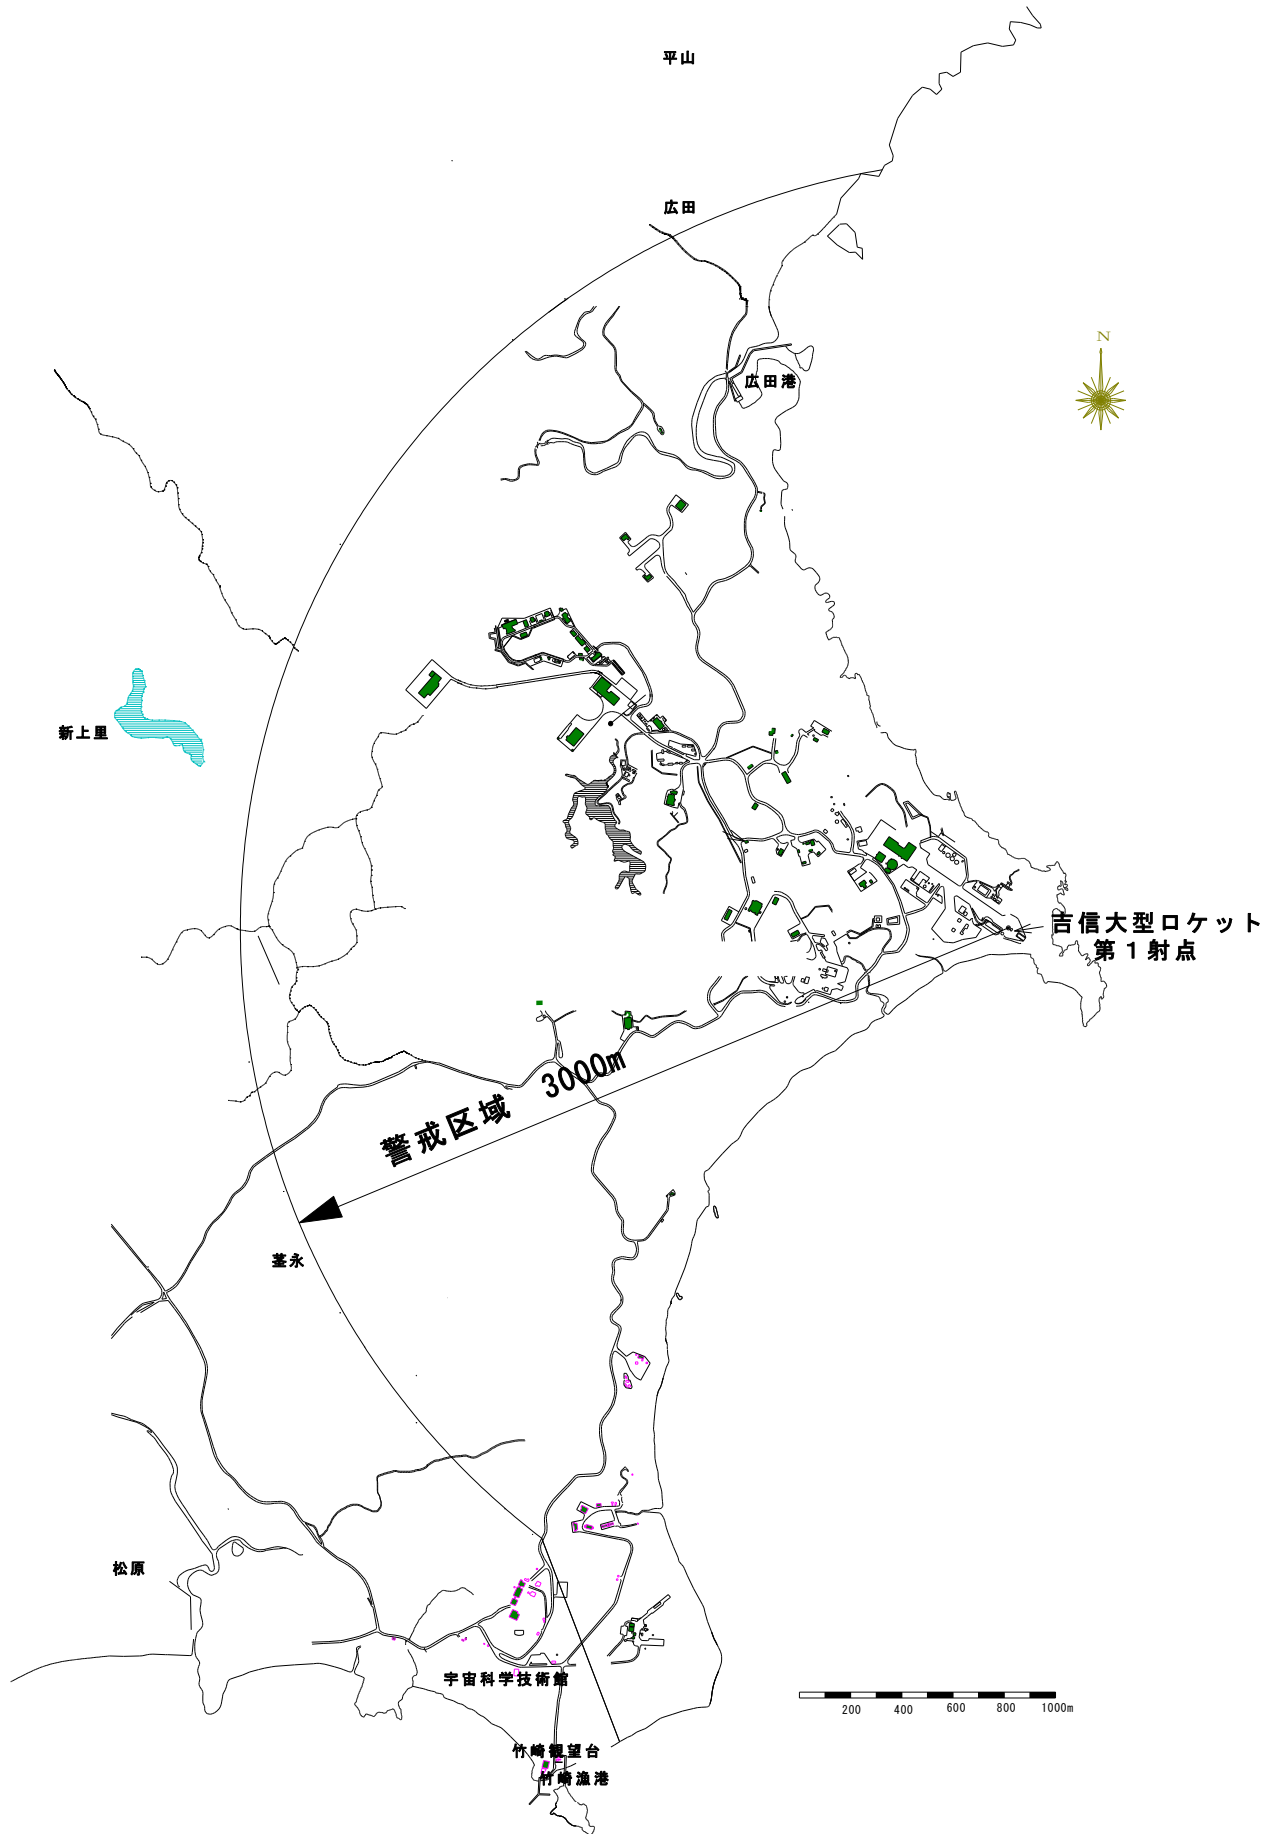 平山
広田
N
広田港
新上里
吉信大型ロケット
第1射点
警戒区域 3000m
茎永
松原
宇宙科学技術館
200 400 600 800 1000m
竹崎観望台
竹崎漁港